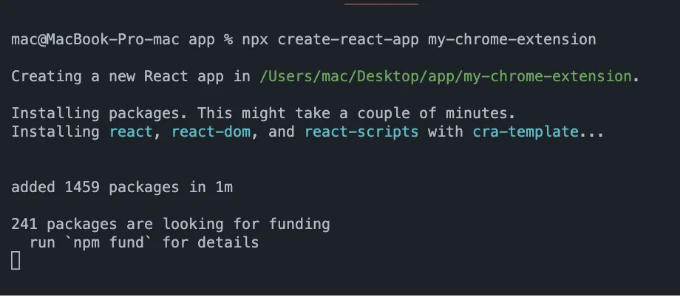 mac@MacBook-Pro-mac app % npx create-react-app my-chrome-extension
Creating a new React app in /Users/mac/Desktop/app/my-chrome-extension.
Installing packages. This might take a couple of minutes.
Installing react, react-dom, and react-scripts with cra-template...
added 1459 packages in 1m
241 packages are looking for funding
run `npm fund` for details